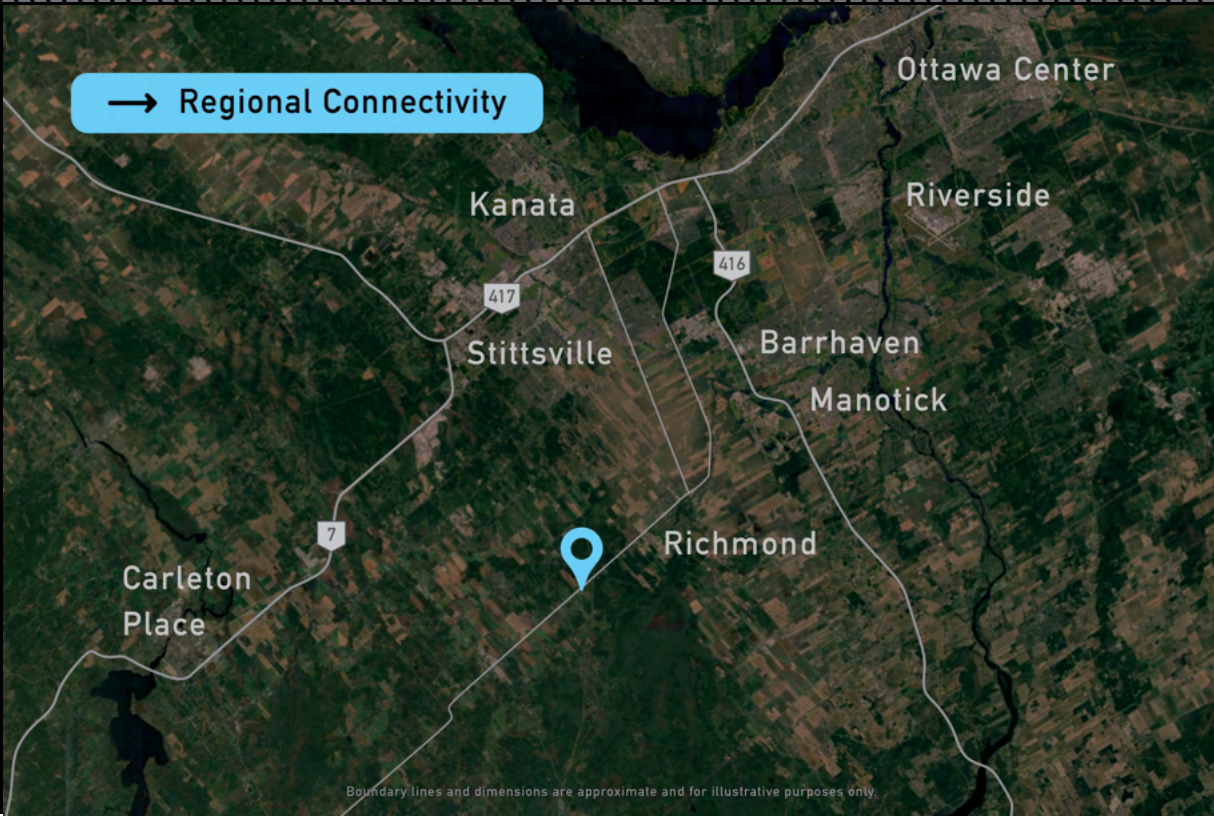 → Regional Connectivity
Ottawa Center
Riverside
Kanata
416
417
Barrhaven
Stittsville
Manotick
7
Richmond
Carleton
Place
Boundary lines and dimensions are approximate and for illustrative purposes only.